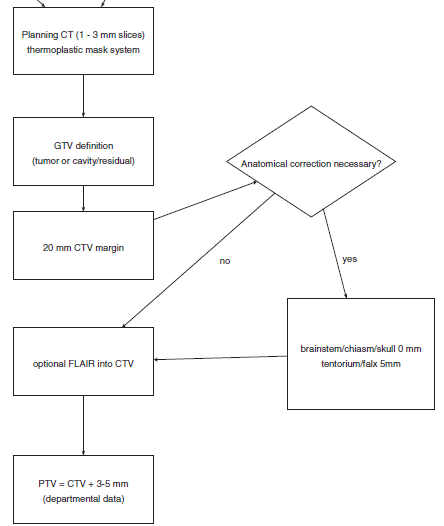 Planning CT (1 - 3 mm slices)
thermoplastic mask system
GTV definition
(tumor or cavity/residual)
Anatomical correction necessary?
20 mm CTV margin
no
yes
brainstem/chiasm/skull 0 mm
tentorium/falx 5mm
optional FLAIR into CTV
PTV = CTV + 3-5 mm
(departmental data)